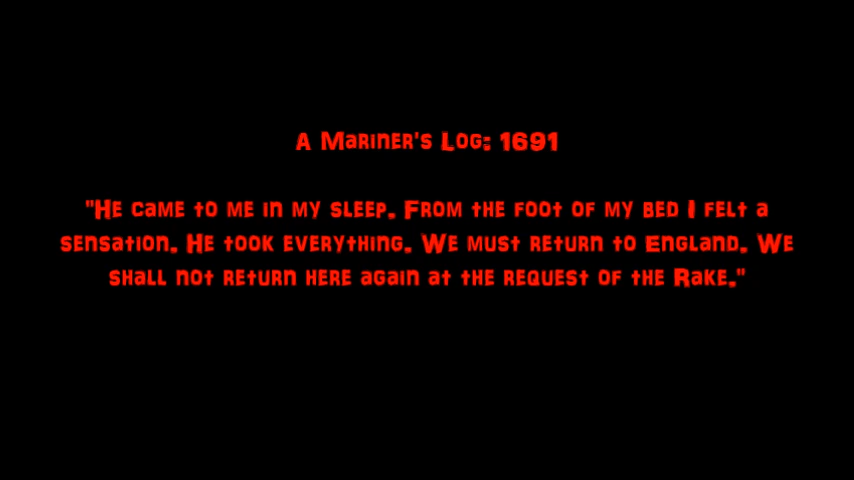 A Mariner's Log: 1691
"He came to me in my sleep. From the foot of my bed I felt a
sensation. He took everything. We must return to England. We
shall not return here again at the request of the Rake."